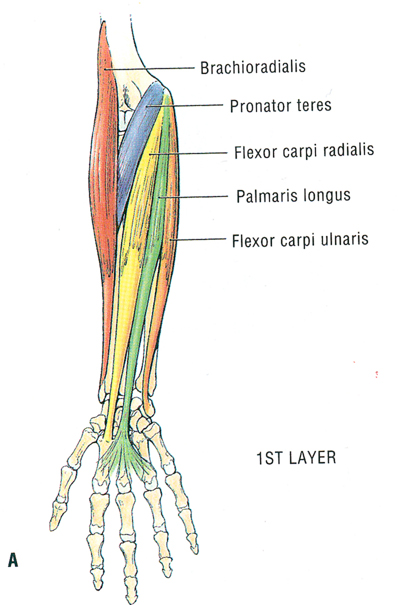 Brachioradialis
Pronator teres
Flexor carpi radialis
Palmaris longus
Flexor carpi ulnaris
1ST LAYER
A